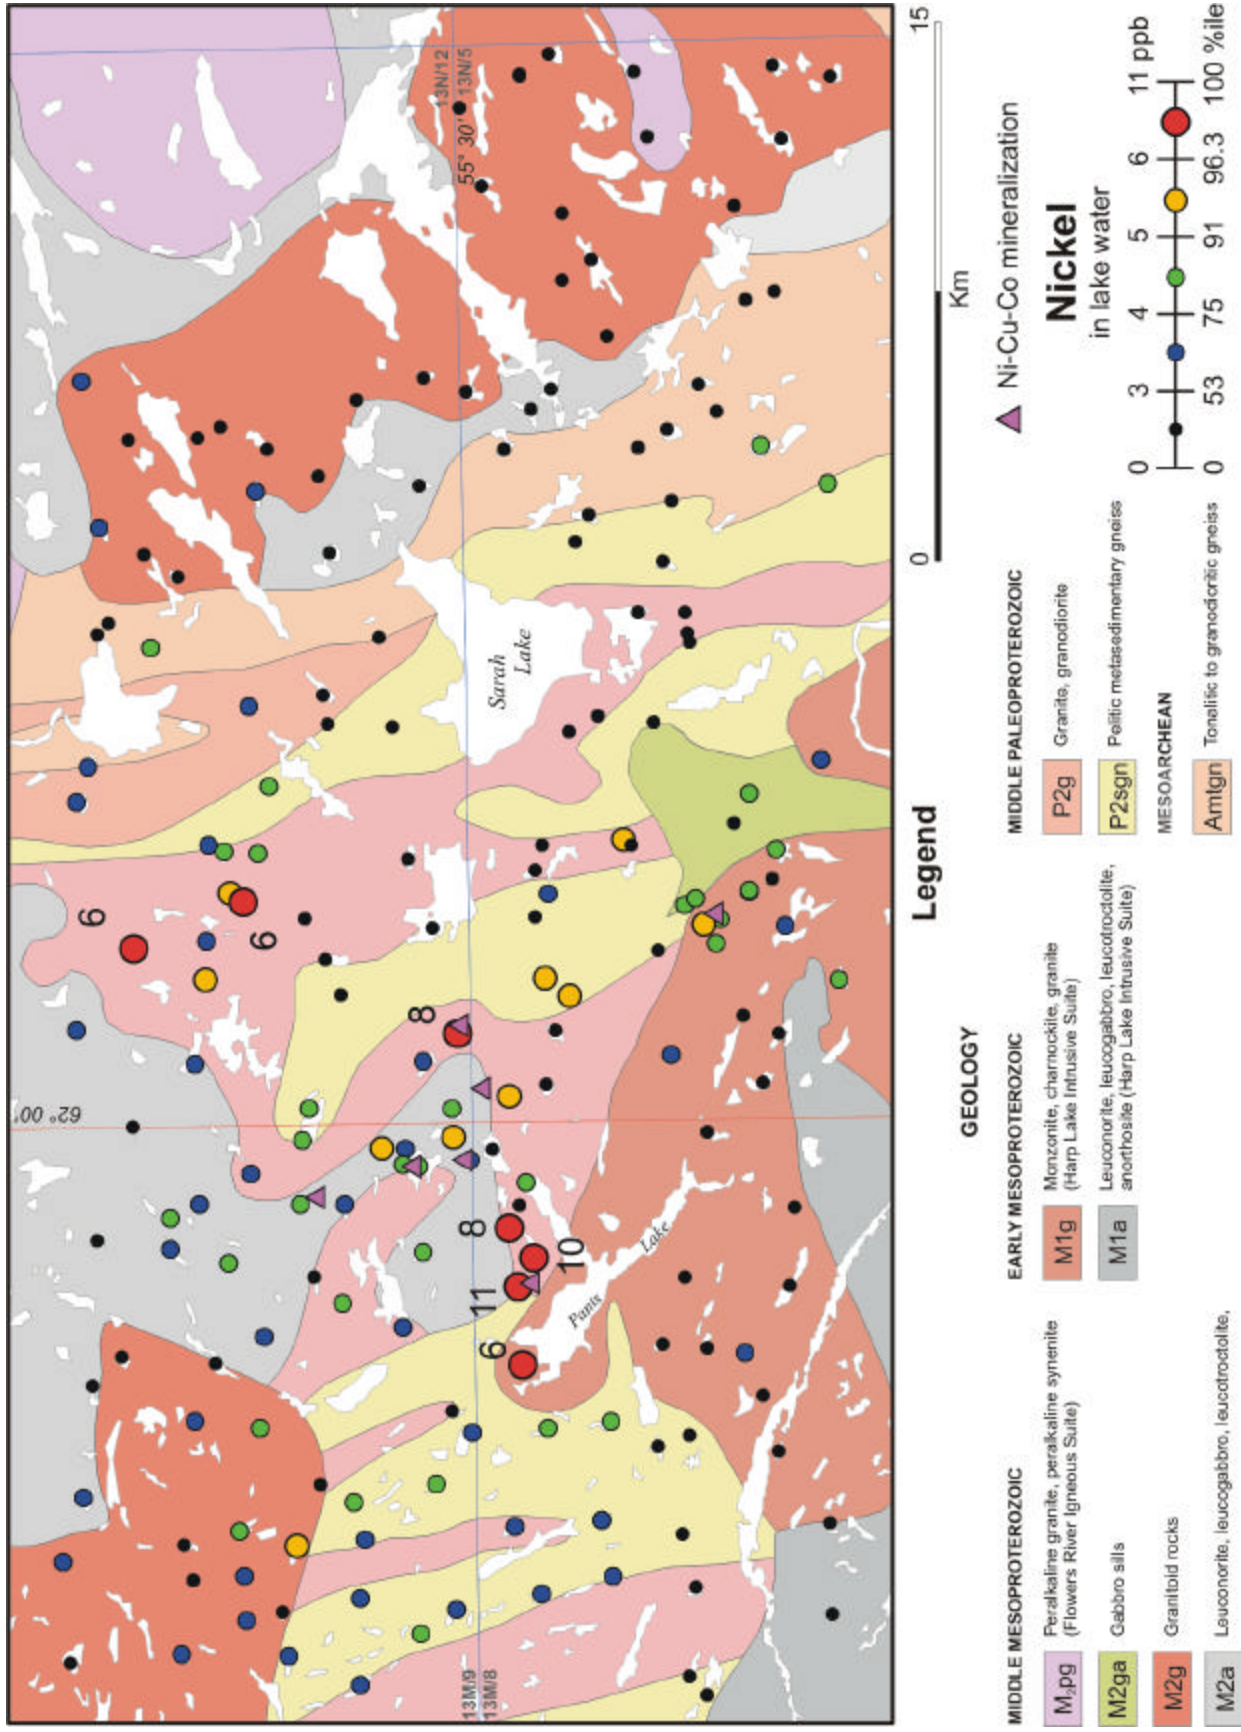 13M/9
13M/8
62° 00'
13N/12
13N/5
55° 30'
6
6
8
8
10
11
6
Sarah
Lake
Panis
Lake
0
15
Km
Legend
GEOLOGY
MIDDLE MESOPROTEROZOIC
M2pg
Peralkaline granite, peralkaline synenite
(Flowers River Igneous Suite)
M2ga
Gabbro sills
M2g
Granitoid rocks
M2a
Leuconorite, leucogabbro, leucotroctolite,
EARLY MESOPROTEROZOIC
M1g
Monzonite, charnockite, granite
(Harp Lake Intrusive Suite)
M1a
Leuconorite, leucogabbro, leucotroctolite,
anorthosite (Harp Lake Intrusive Suite)
MIDDLE PALEOPROTEROZOIC
P2g
Granite, granodiorite
P2sgn
Pelitic metasedimentary gneiss
MESOARCHEAN
Amtgn
Tonalitic to granodioritic gneiss
Ni-Cu-Co mineralization
Nickel
in lake water
0 3 4 5 6 11 ppb
0 53 75 91 96.3 100 %ile